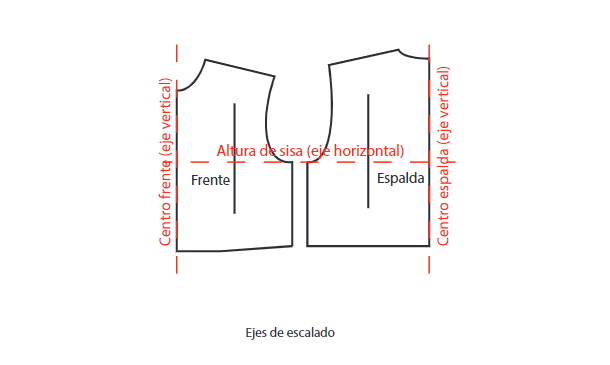 Centro frente (eje vertical)
Altura de sisa (eje horizontal)
Frente
Espalda
Centro espalda (eje vertical)
Ejes de escalado